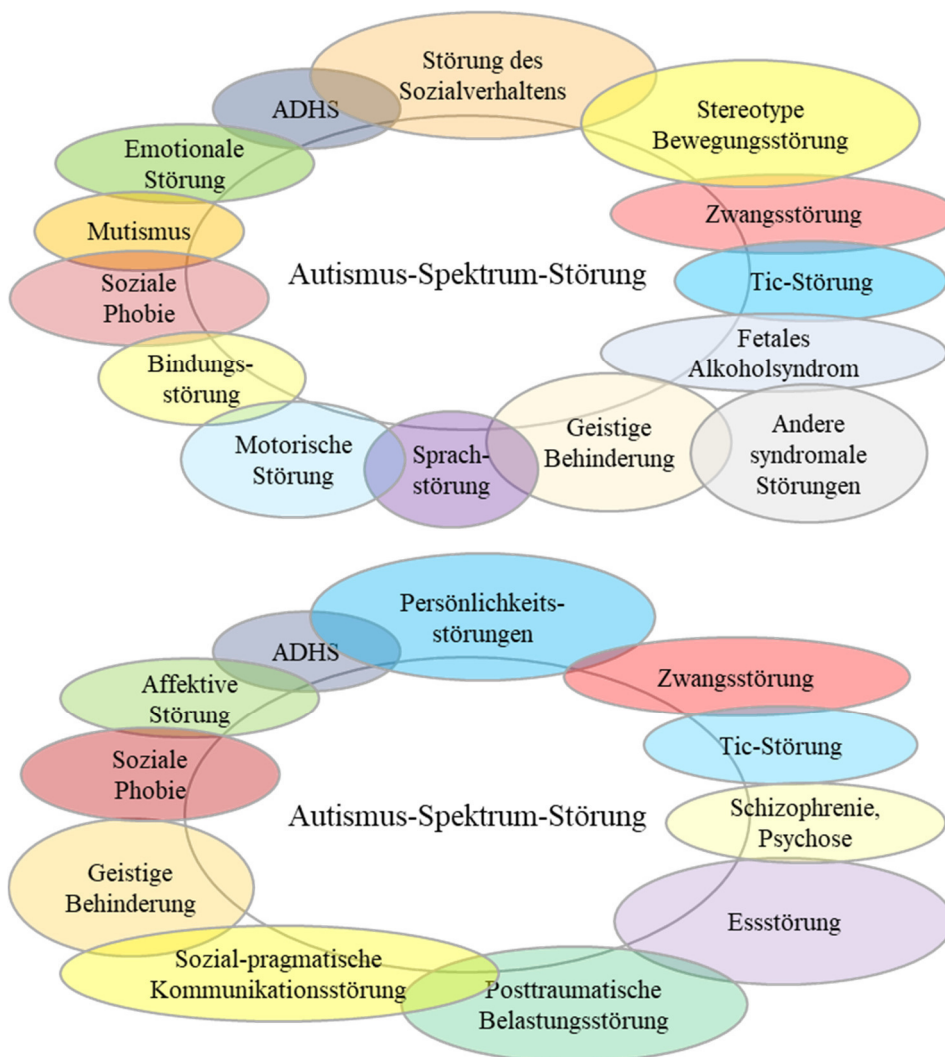 Störung des
Sozialverhaltens
ADHS
Stereotype
Bewegungsstörung
Emotionale
Störung
Zwangsstörung
Mutismus
Autismus-Spektrum-Störung
Tic-Störung
Soziale
Phobie
Fetales
Alkoholsyndrom
Bindungs-
störung
Motorische
Störung
Sprach-
störung
Geistige
Behinderung
Andere
syndromale
Störungen
Persönlichkeits-
störungen
ADHS
Zwangsstörung
Affektive
Störung
Tic-Störung
Soziale
Phobie
Autismus-Spektrum-Störung
Schizophrenie,
Psychose
Geistige
Behinderung
Essstörung
Sozial-pragmatische
Kommunikationsstörung
Posttraumatische
Belastungsstörung